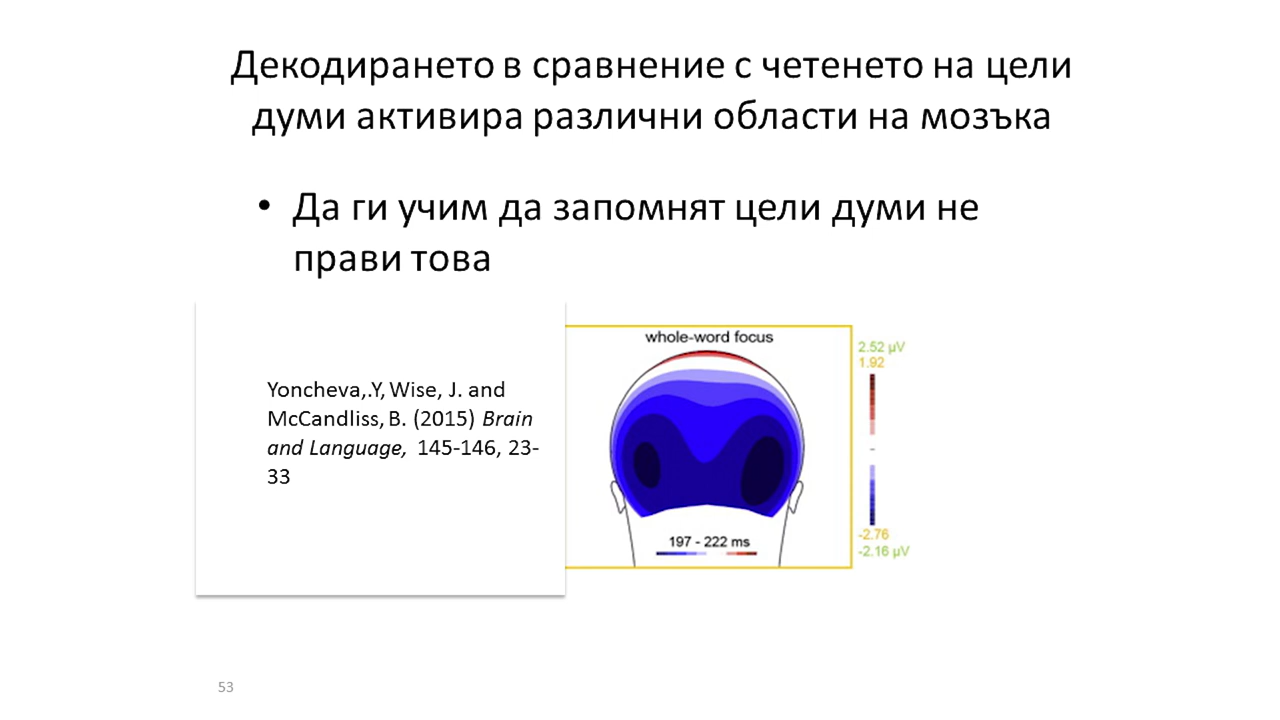 Декодирането в сравнение с четенето на цели
думи активира различни области на мозъка
• Да ги учим да запомнят цели думи не
прави това
Yoncheva,.Y, Wise, J. and
McCandliss, B. (2015) Brain
and Language, 145-146, 23-
33
whole-word focus
197 - 222 ms
2.52 µV
1.92
-2.76
-2.16 µV
53